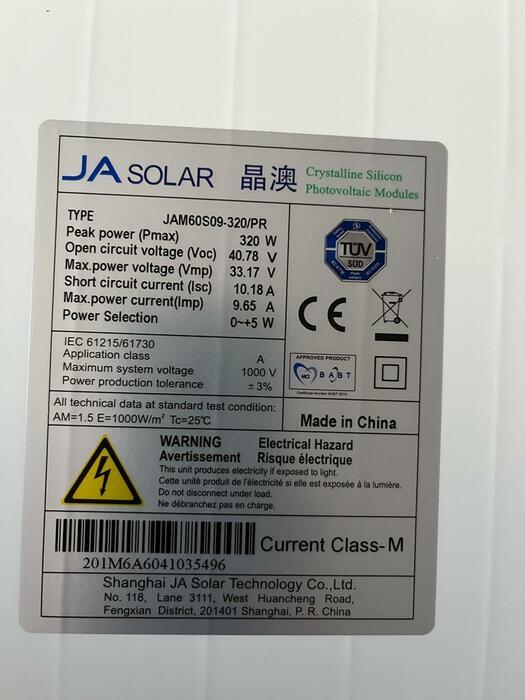 JA SOLAR 晶澳 Crystalline Silicon
Photovoltaic Modules
TYPE JAM60S09-320/PR
Peak power (Pmax) 320 W
Open circuit voltage (Voc) 40.78 V
Max.power voltage (Vmp) 33.17 V
Short circuit current (Isc) 10.18 A
Max.power current(Imp) 9.65 A
Power Selection 0~+5 W
IEC 61215/61730
Application class A
Maximum system voltage 1000 V
Power production tolerance ±3%
All technical data at standard test condition:
AM=1.5 E=1000W/m² Tc=25℃
TÜV
SÜD
CE
APPROVED PRODUCT
MCS BABT
Made in China
WARNING Electrical Hazard
Avertissement Risque électrique
This unit produces electricity if exposed to light.
Cette unité produit de l'électricité si elle est exposée à la lumière.
Do not disconnect under load.
Ne débranchez pas en charge.
201M6A6041035496
Current Class-M
Shanghai JA Solar Technology Co.,Ltd.
No. 118, Lane 3111, West Huancheng Road,
Fengxian District, 201401 Shanghai, P. R. China